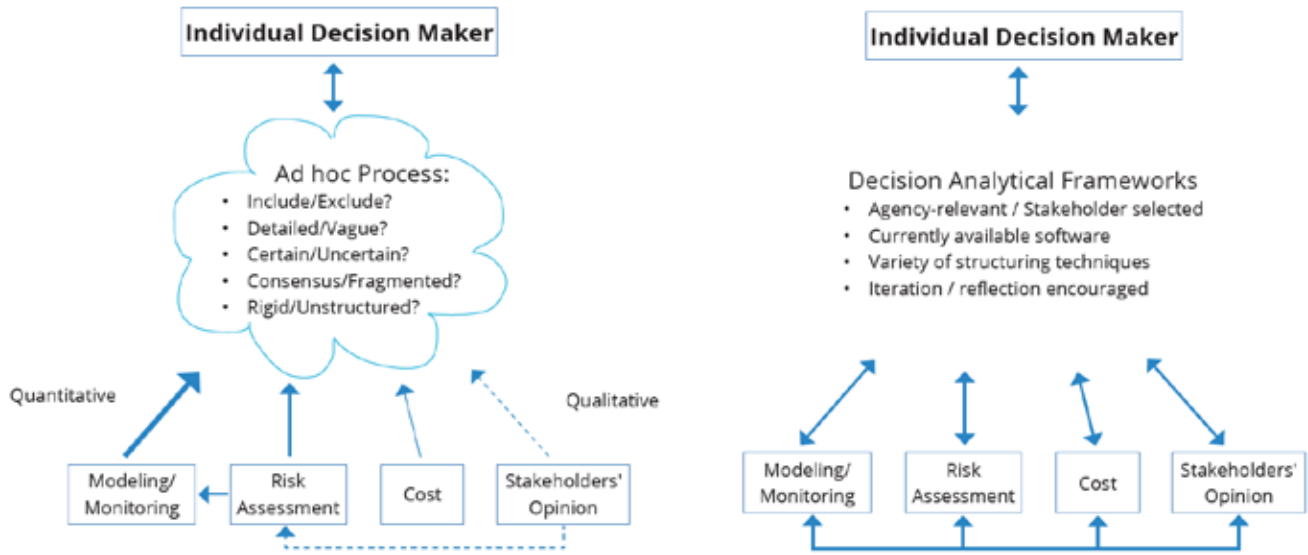 Individual Decision Maker
Ad hoc Process:
• Include/Exclude?
• Detailed/Vague?
• Certain/Uncertain?
• Consensus/Fragmented?
• Rigid/Unstructured?
Quantitative
Qualitative
Modeling/
Monitoring
Risk
Assessment
Cost
Stakeholders'
Opinion
Individual Decision Maker
Decision Analytical Frameworks
• Agency-relevant / Stakeholder selected
• Currently available software
• Variety of structuring techniques
• Iteration / reflection encouraged
Modeling/
Monitoring
Risk
Assessment
Cost
Stakeholders'
Opinion